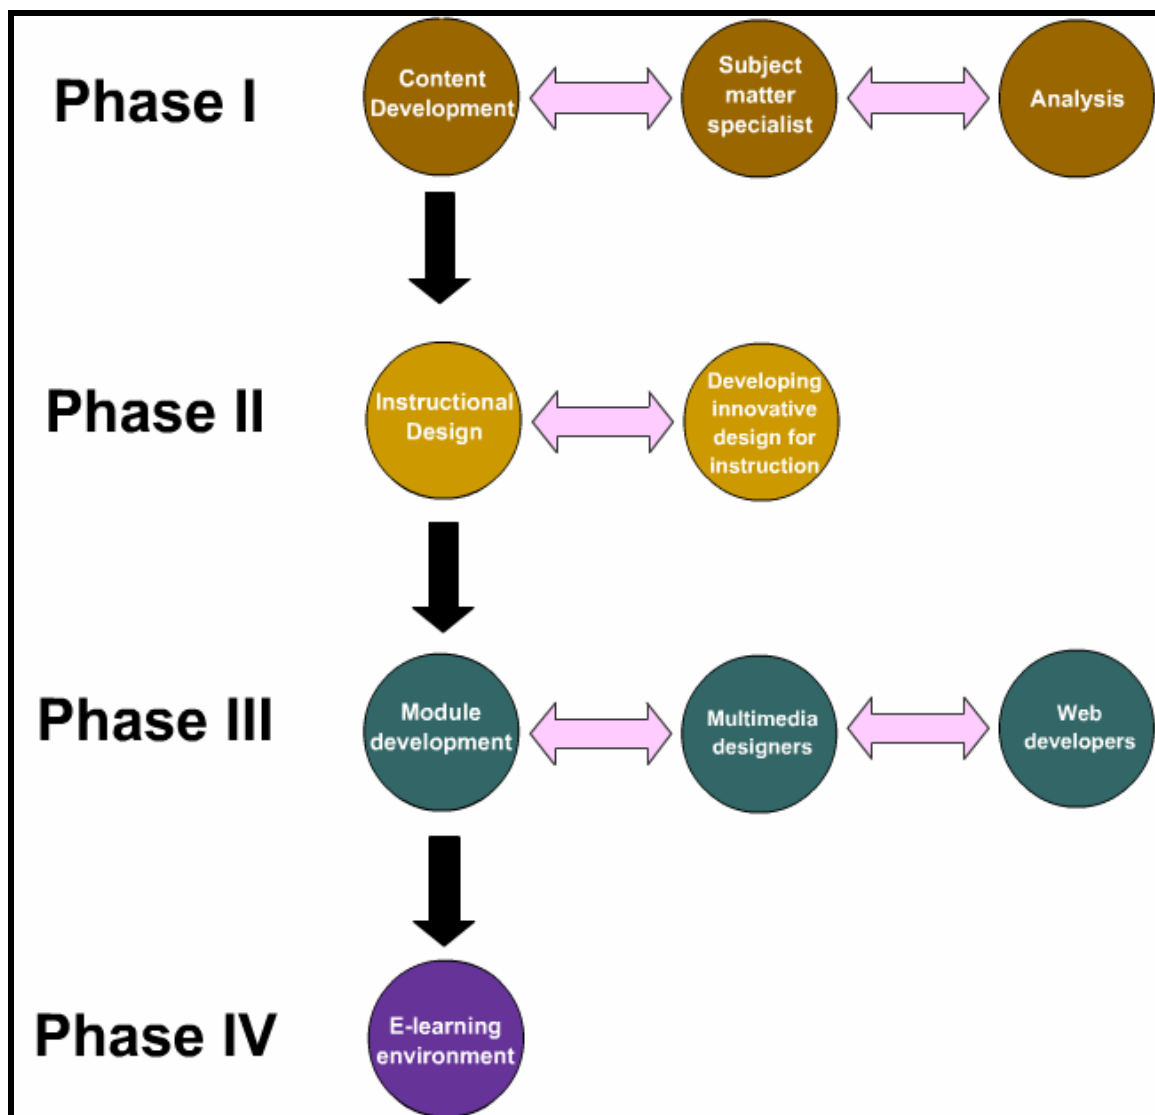 Phase I
Content
Development
Subject
matter
specialist
Analysis
Phase II
Instructional
Design
Developing
innovative
design for
instruction
Phase III
Module
development
Multimedia
designers
Web
developers
Phase IV
E-learning
environment